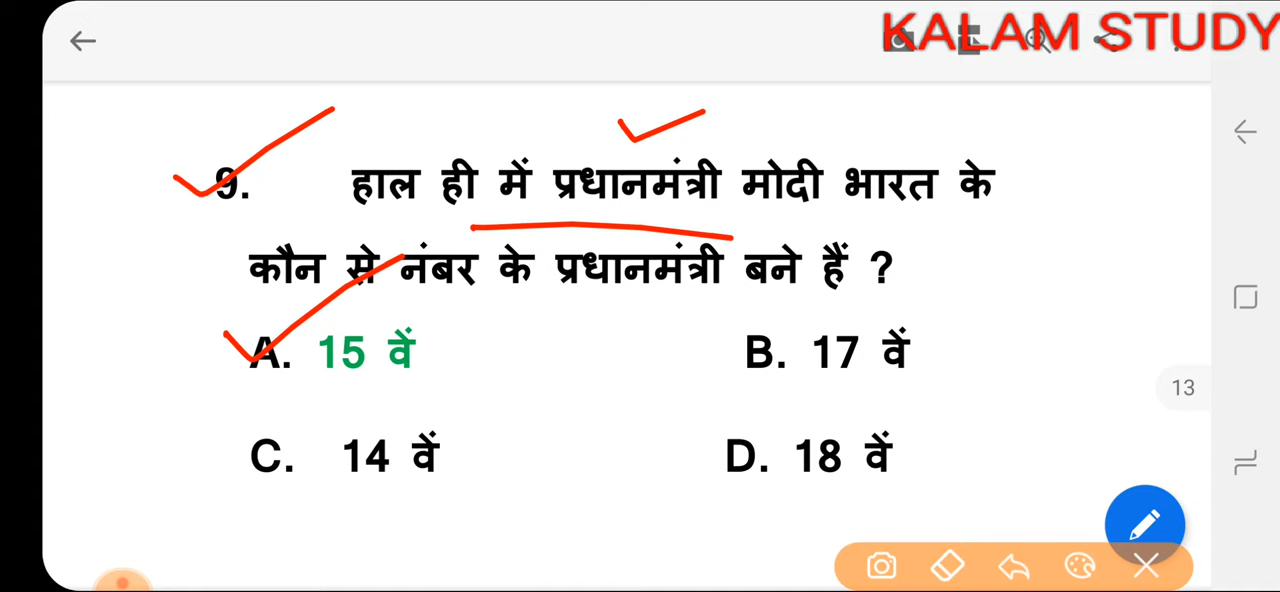 KALAM STUDY
9. हाल ही में प्रधानमंत्री मोदी भारत के
कौन से नंबर के प्रधानमंत्री बने हैं ?
A. 15 वें B. 17 वें
13
C. 14 वें D. 18 वें